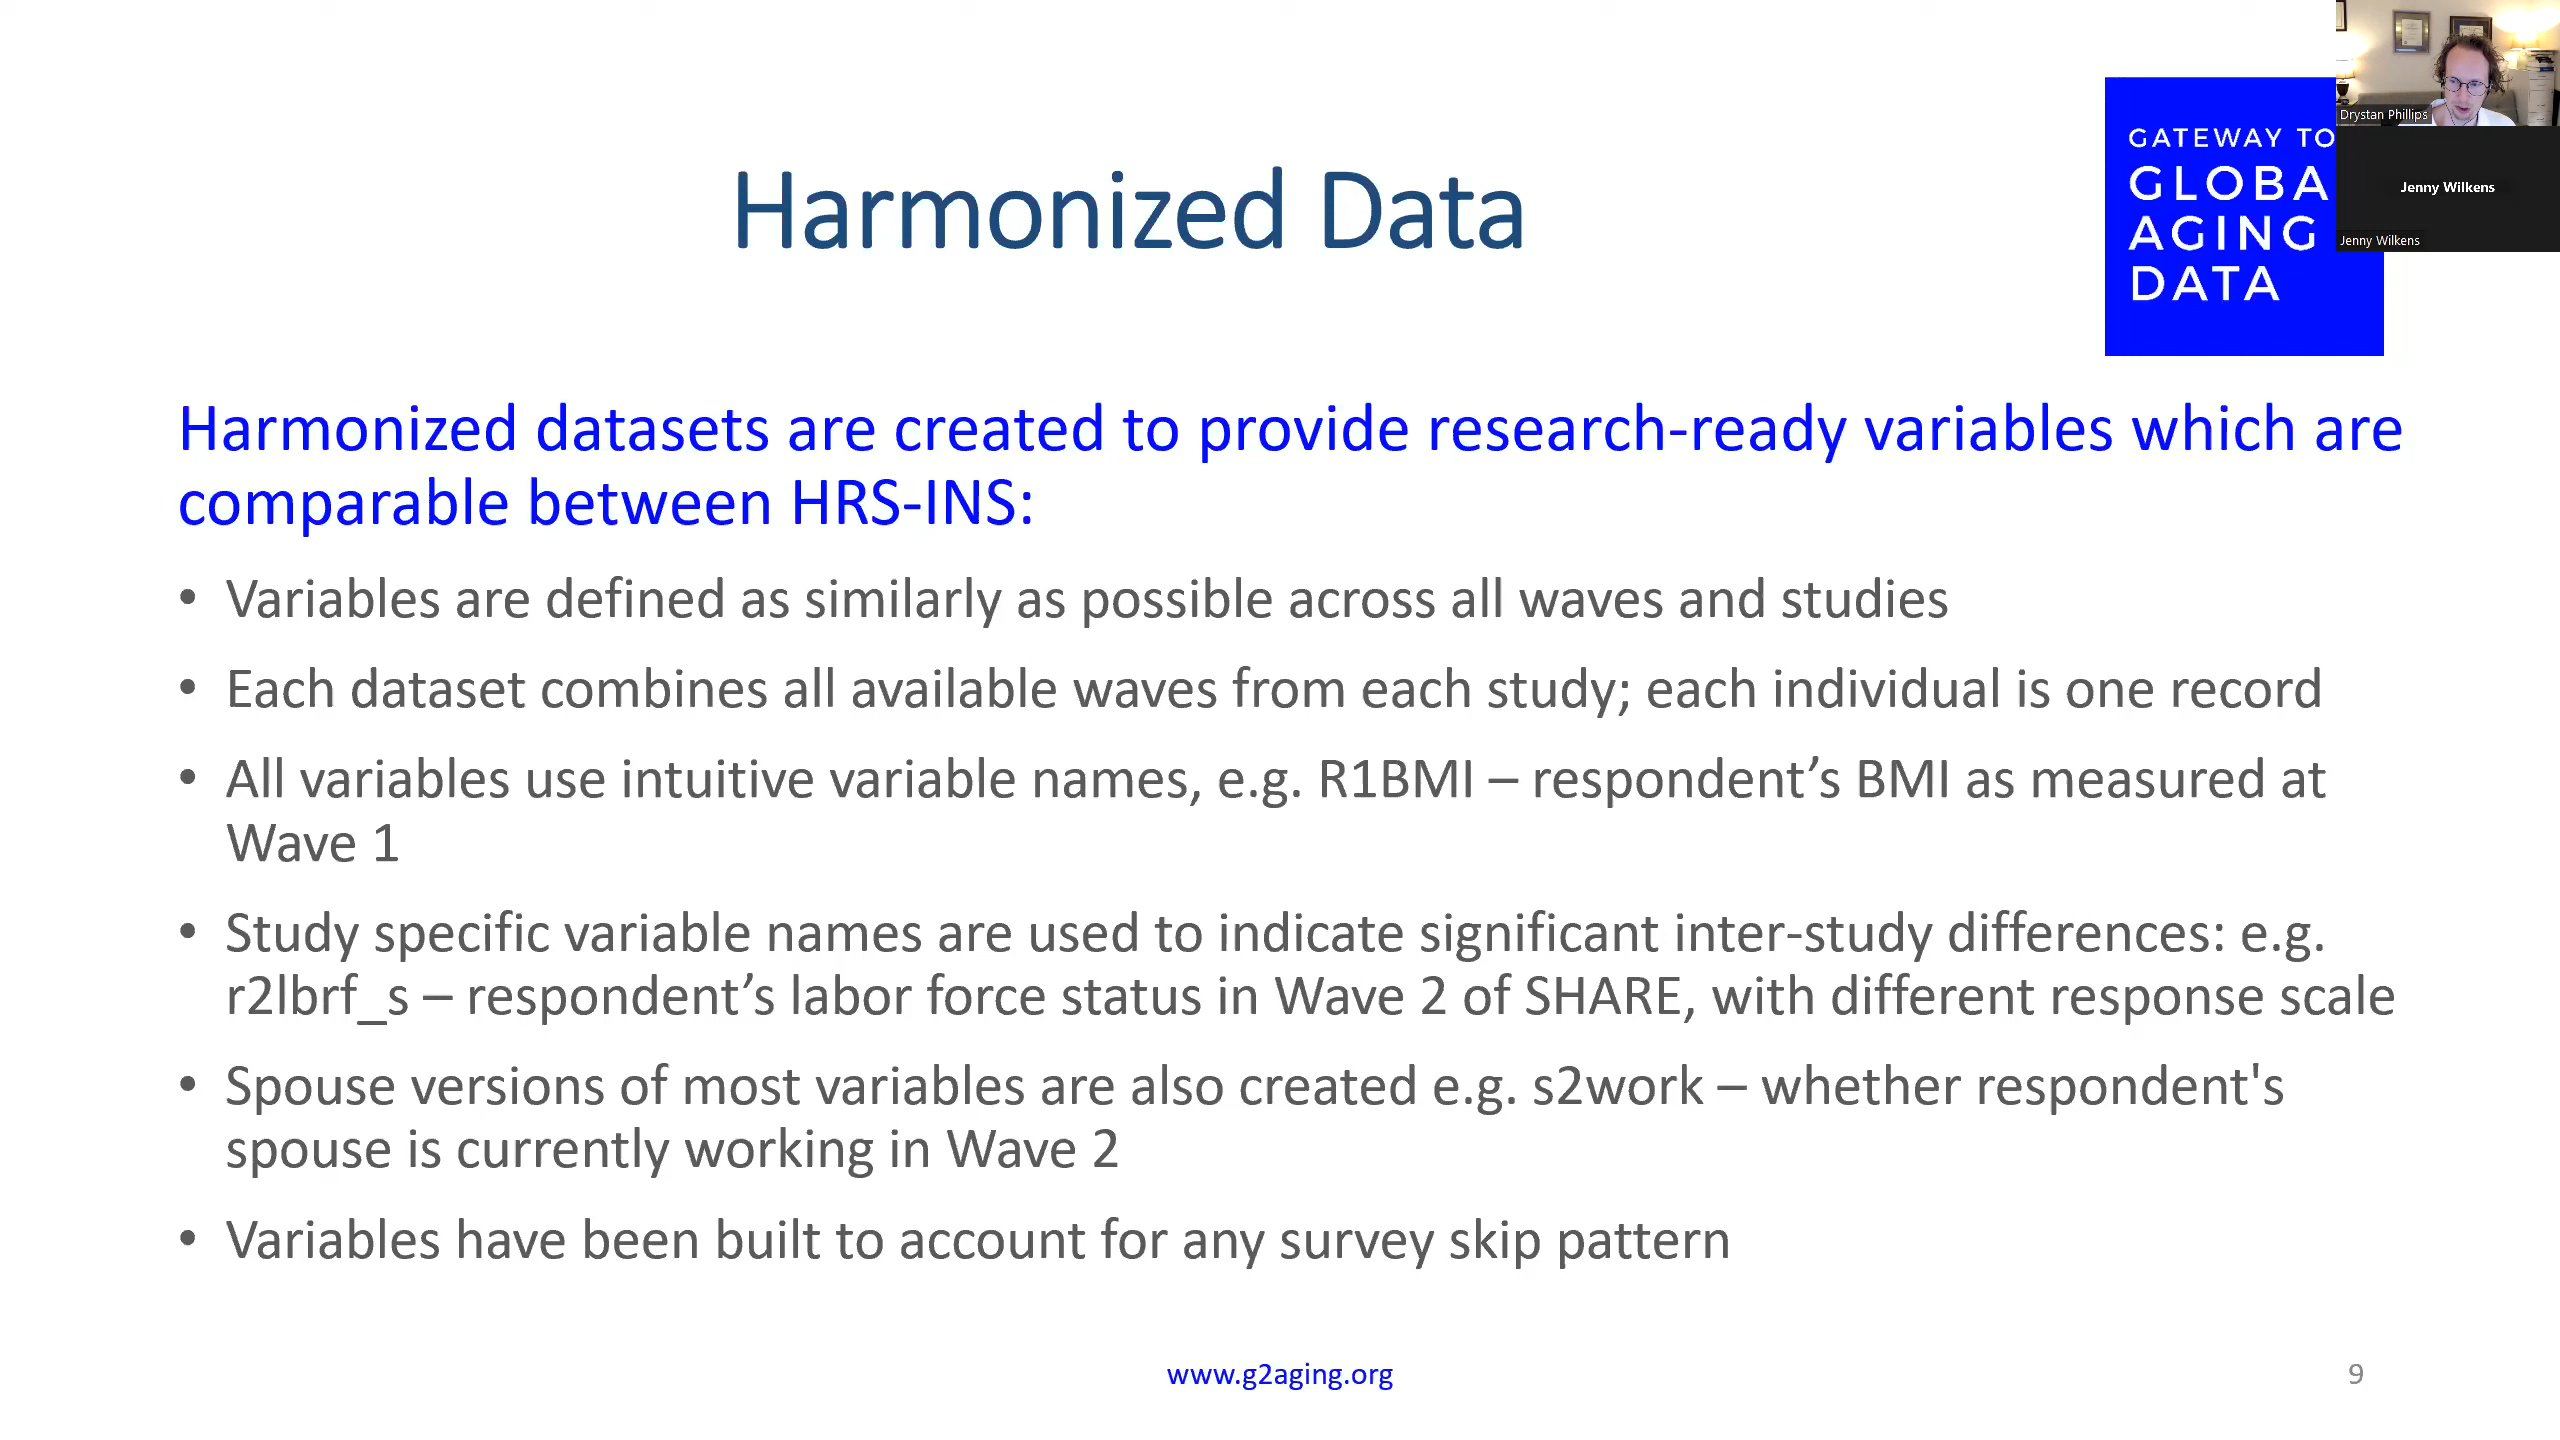 Harmonized Data
GATEWAY TO
GLOBA
AGING
DATA
Drystan Phillips
Jenny Wilkens
Jenny Wilkens
Harmonized datasets are created to provide research-ready variables which are
comparable between HRS-INS:
• Variables are defined as similarly as possible across all waves and studies
• Each dataset combines all available waves from each study; each individual is one record
• All variables use intuitive variable names, e.g. R1BMI – respondent’s BMI as measured at
Wave 1
• Study specific variable names are used to indicate significant inter-study differences: e.g.
r2lbrf_s – respondent’s labor force status in Wave 2 of SHARE, with different response scale
• Spouse versions of most variables are also created e.g. s2work – whether respondent's
spouse is currently working in Wave 2
• Variables have been built to account for any survey skip pattern
www.g2aging.org
9